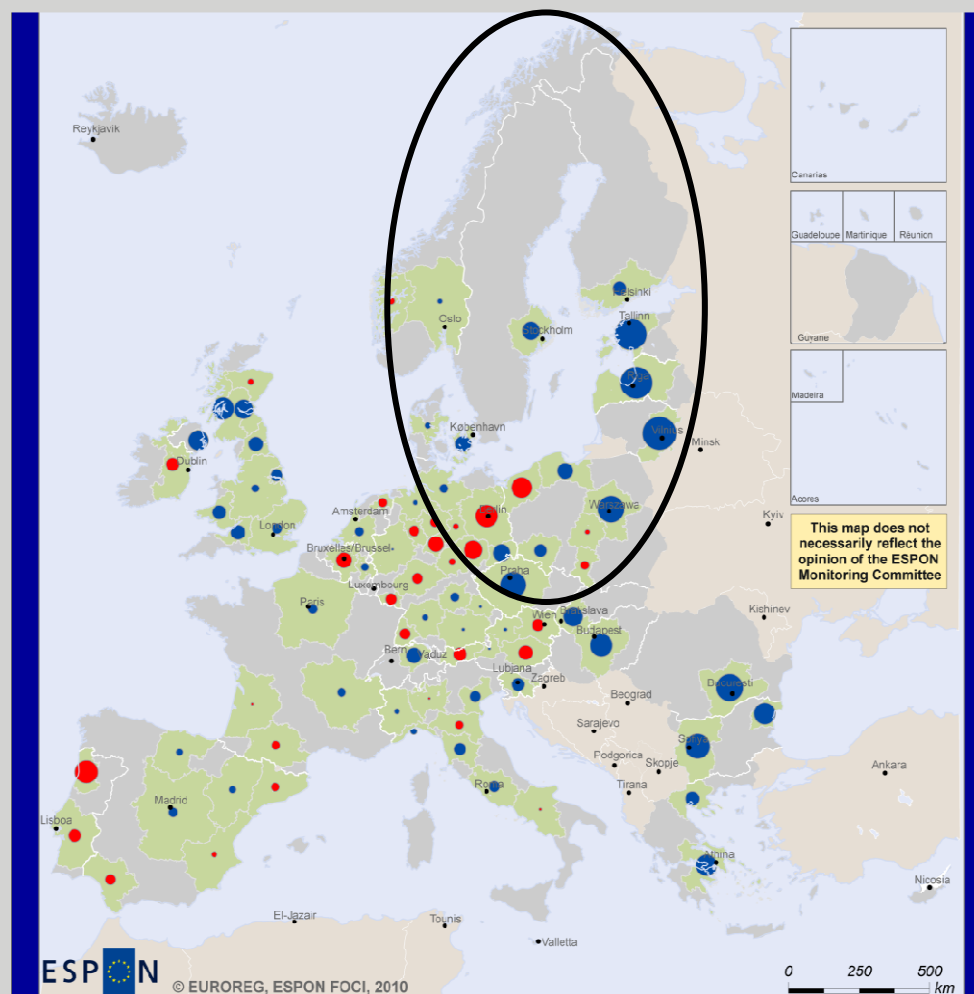 Reykjavik
Canarias
Guadeloupe
Martinique
Réunion
Guyane
Madeira
Acores
This map does not
necessarily reflect the
opinion of the ESPON
Monitoring Committee
Helsinki
Tallinn
Oslo
Stockholm
Riga
København
Vilnius
Minsk
Dublin
Amsterdam
Berlin
Warszawa
London
Kyiv
Bruxelles/Brussel
Praha
Luxembourg
Paris
Kishinev
Wien
Bratislava
Budapest
Bern
Vaduz
Lubjana
Zagreb
Bucuresti
Beograd
Sarajevo
Sofiya
Podgorica
Skopje
Ankara
Roma
Tirana
Madrid
Lisboa
Athina
Nicosia
El-Jazair
Tounis
Valletta
ESPON
© EUROREG, ESPON FOCI, 2010
0 250 500
km